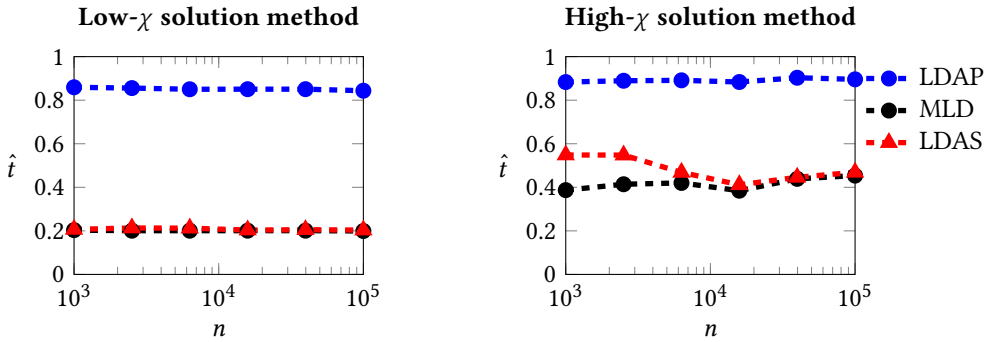 Low-χ solution method
1
0.8
0.6
0.4
0.2
0
t̂
10³
10⁴
10⁵
n
High-χ solution method
1
0.8
0.6
0.4
0.2
0
t̂
10³
10⁴
10⁵
n
LDAP
MLD
LDAS